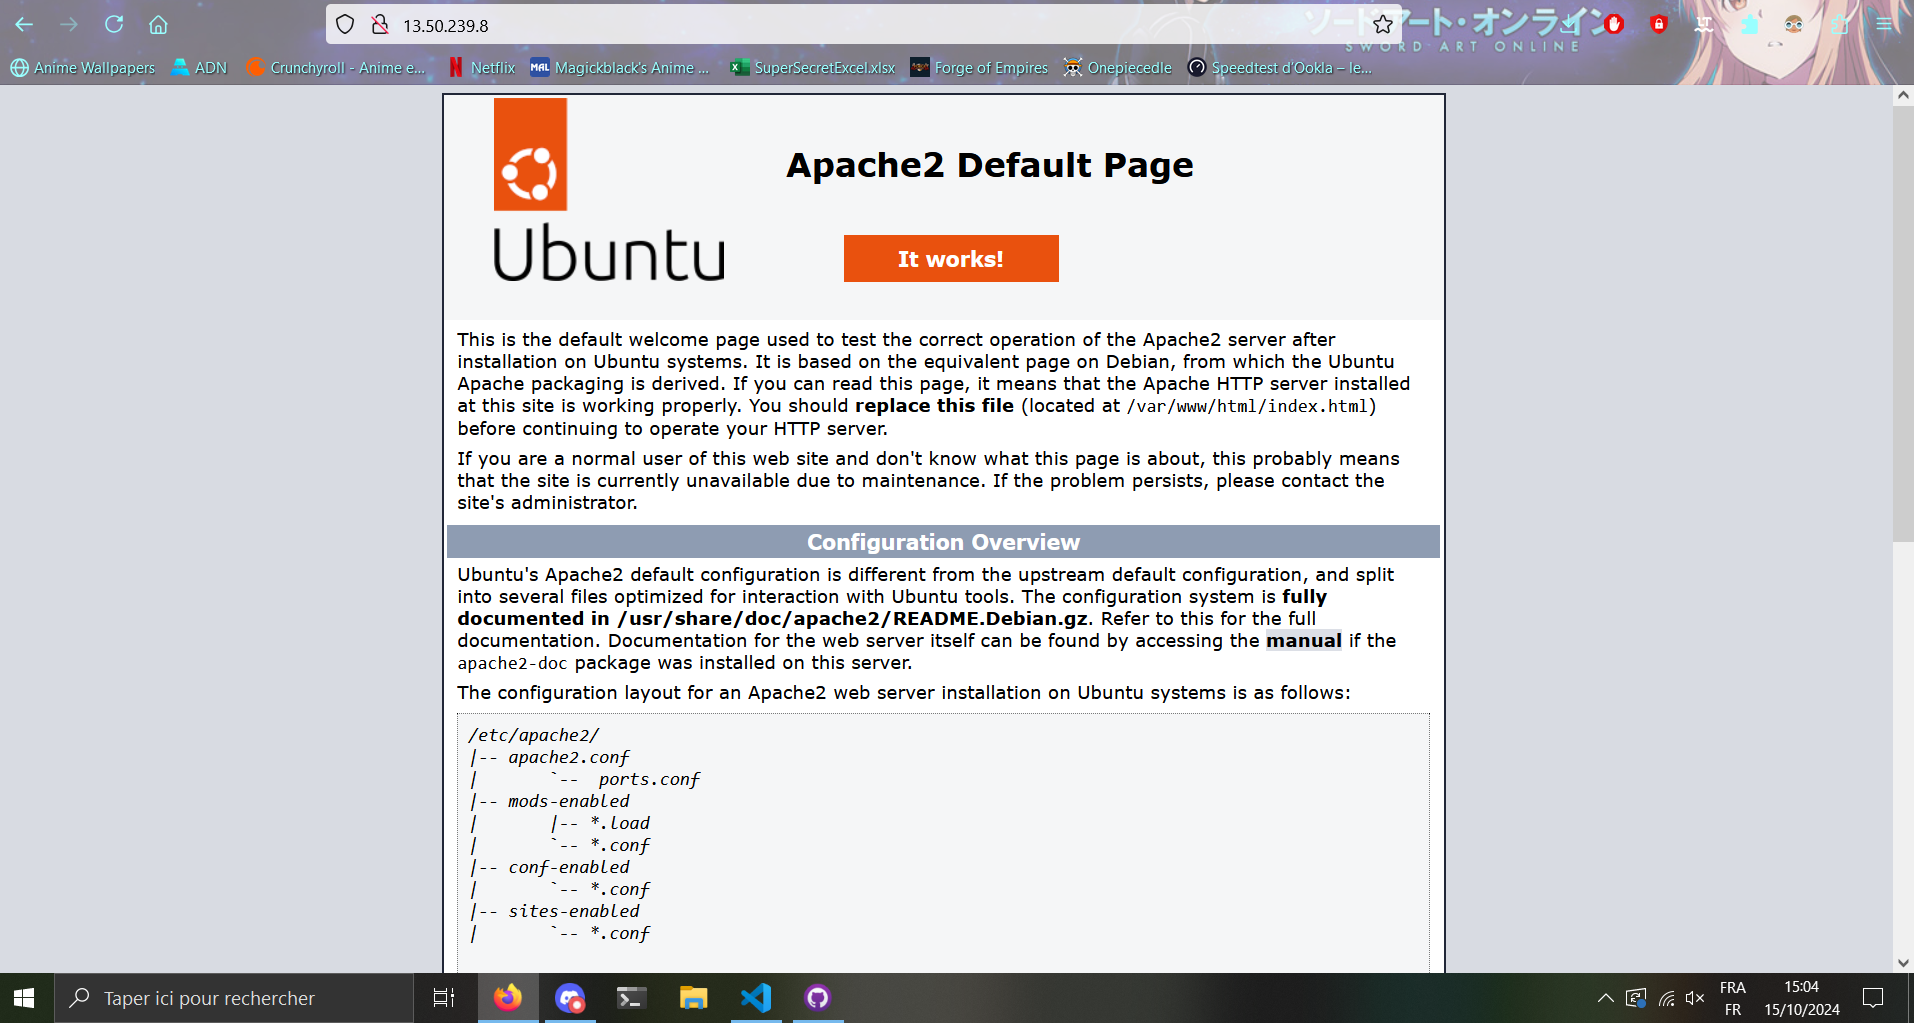 13.50.239.8
ソードアート・オンライン
SWORD ART ONLINE
Anime Wallpapers
ADN
Crunchyroll - Anime e...
Netflix
MAL
Magickblack's Anime ...
SuperSecretExcel.xlsx
Forge of Empires
Onepiecedle
Speedtest d'Ookla – le...
Apache2 Default Page
Ubuntu
It works!
This is the default welcome page used to test the correct operation of the Apache2 server after
installation on Ubuntu systems. It is based on the equivalent page on Debian, from which the Ubuntu
Apache packaging is derived. If you can read this page, it means that the Apache HTTP server installed
at this site is working properly. You should replace this file (located at /var/www/html/index.html)
before continuing to operate your HTTP server.
If you are a normal user of this web site and don't know what this page is about, this probably means
that the site is currently unavailable due to maintenance. If the problem persists, please contact the
site's administrator.
Configuration Overview
Ubuntu's Apache2 default configuration is different from the upstream default configuration, and split
into several files optimized for interaction with Ubuntu tools. The configuration system is fully
documented in /usr/share/doc/apache2/README.Debian.gz. Refer to this for the full
documentation. Documentation for the web server itself can be found by accessing the manual if the
apache2-doc package was installed on this server.
The configuration layout for an Apache2 web server installation on Ubuntu systems is as follows:
/etc/apache2/
|-- apache2.conf
|       `--  ports.conf
|-- mods-enabled
|       |-- *.load
|       `-- *.conf
|-- conf-enabled
|       `-- *.conf
|-- sites-enabled
|       `-- *.conf
Taper ici pour rechercher
FRA
FR
15:04
15/10/2024